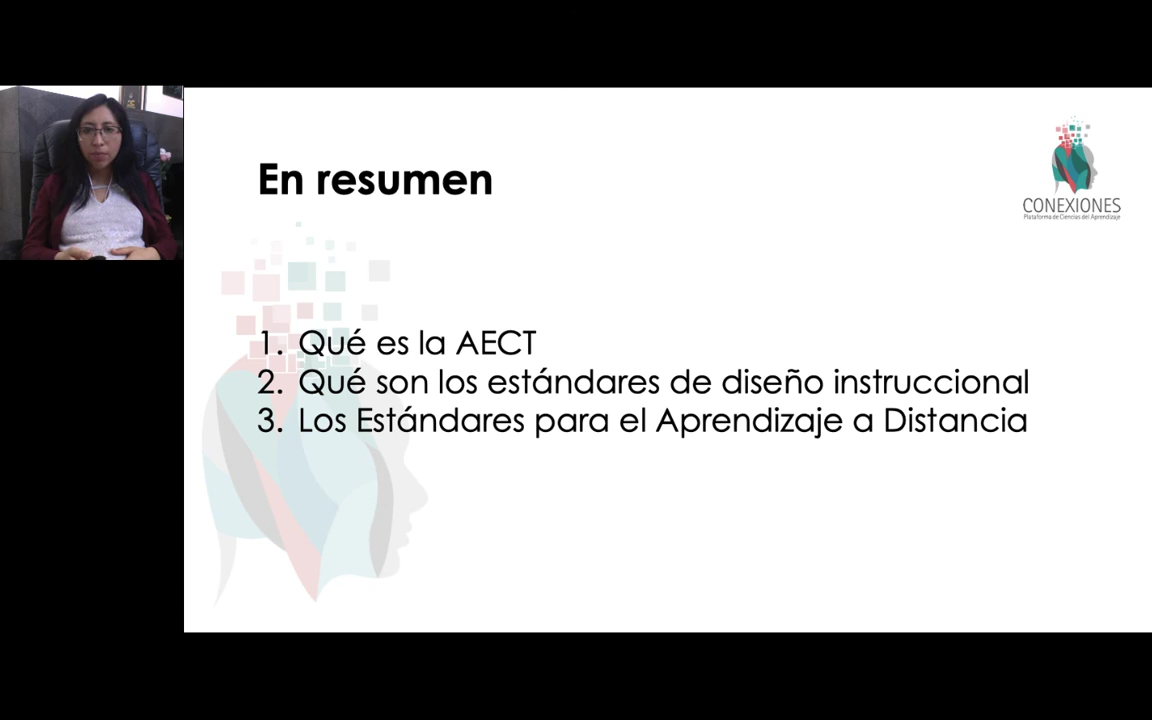 En resumen
CONEXIONES
Plataforma de Ciencias del Aprendizaje
1. Qué es la AECT
2. Qué son los estándares de diseño instruccional
3. Los Estándares para el Aprendizaje a Distancia